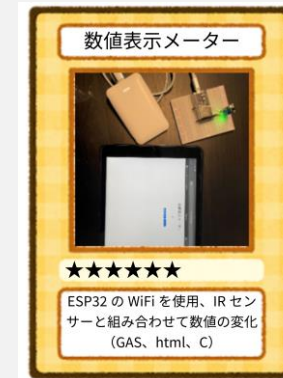 数値表示メーター
★★★★★★
ESP32 の WiFi を使用、IR セン
サーと組み合わせて数値の変化
（GAS、html、C）